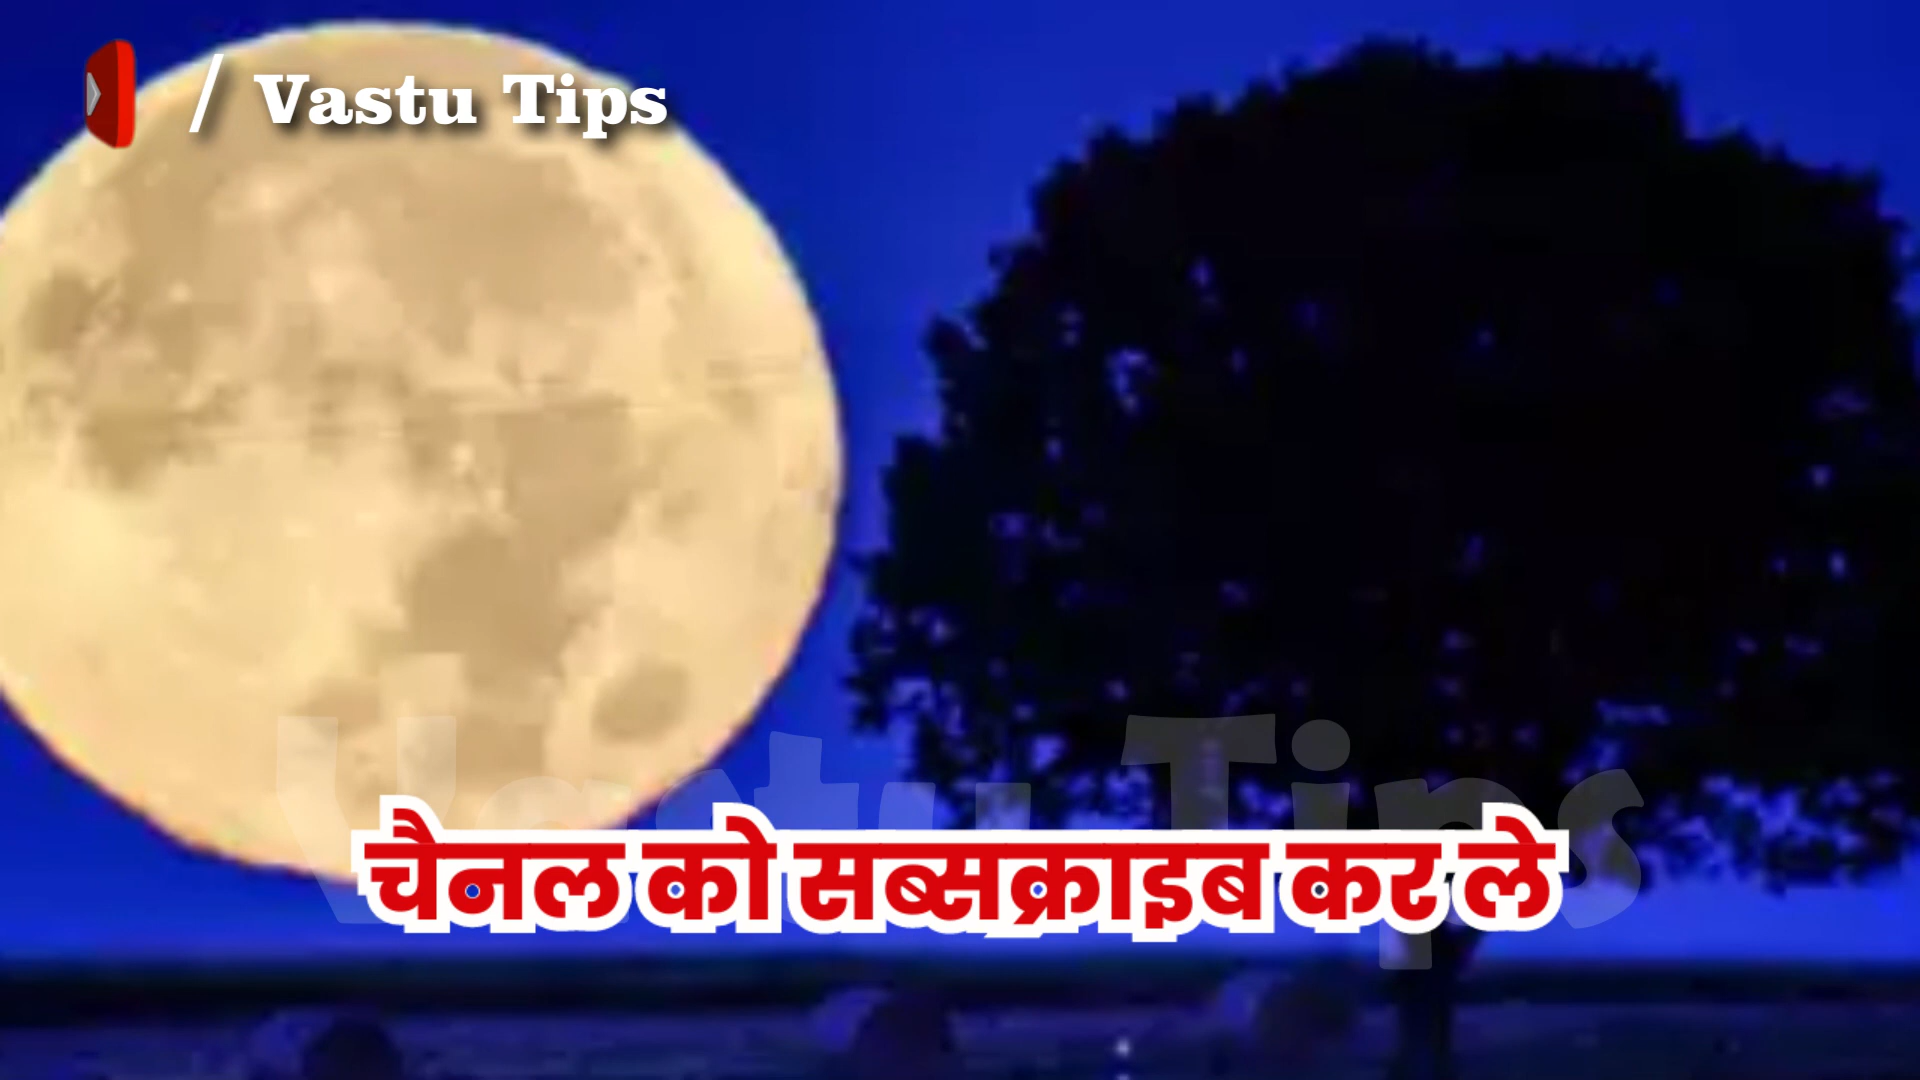 / Vastu Tips
Vastu Tips
चैनल को सब्सक्राइब कर ले